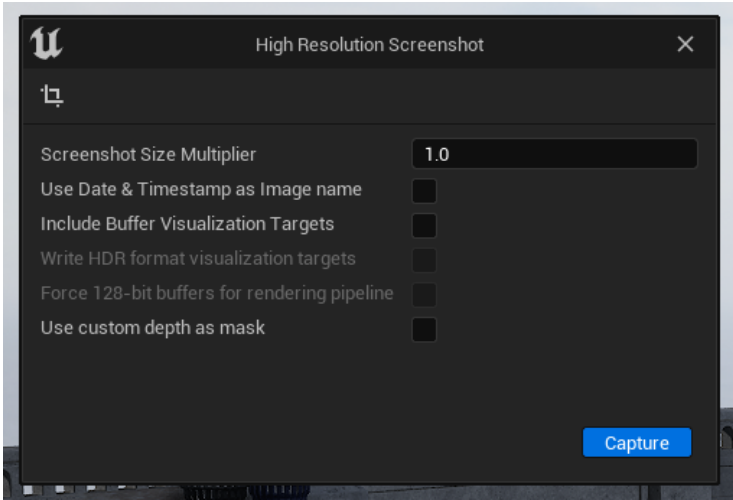 High Resolution Screenshot
Screenshot Size Multiplier 1.0
Use Date & Timestamp as Image name
Include Buffer Visualization Targets
Write HDR format visualization targets
Force 128-bit buffers for rendering pipeline
Use custom depth as mask
Capture